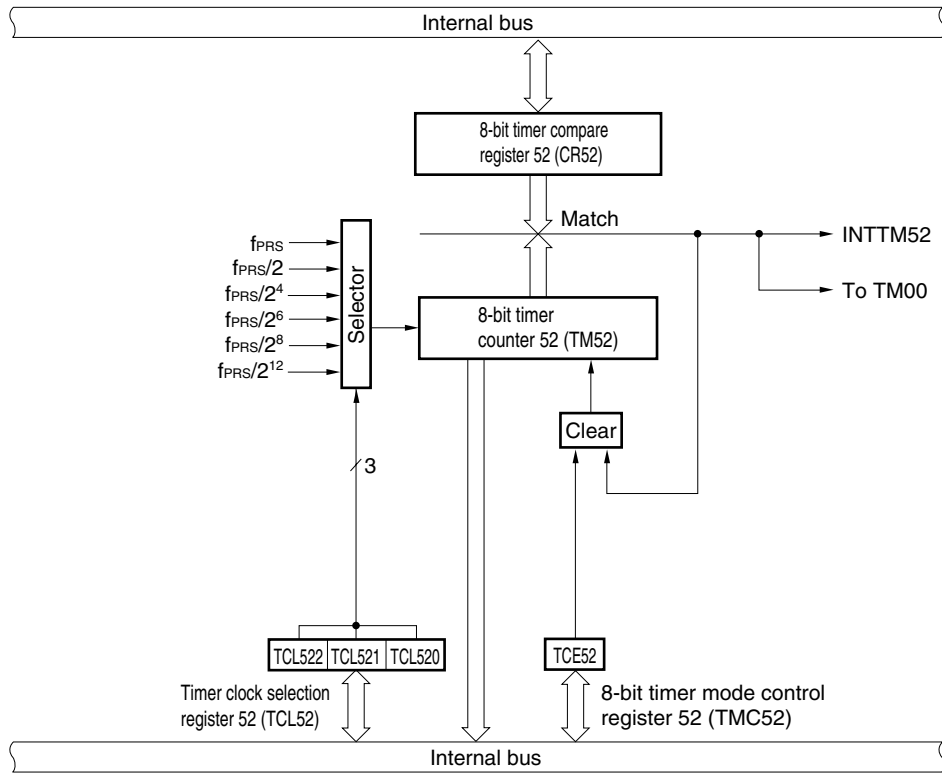 Internal bus
8-bit timer compare
register 52 (CR52)
Match
INTTM52
To TM00
fPRS
fPRS/2
fPRS/2⁴
fPRS/2⁶
fPRS/2⁸
fPRS/2¹²
Selector
8-bit timer
counter 52 (TM52)
Clear
3
TCL522 TCL521 TCL520
TCE52
Timer clock selection
register 52 (TCL52)
8-bit timer mode control
register 52 (TMC52)
Internal bus